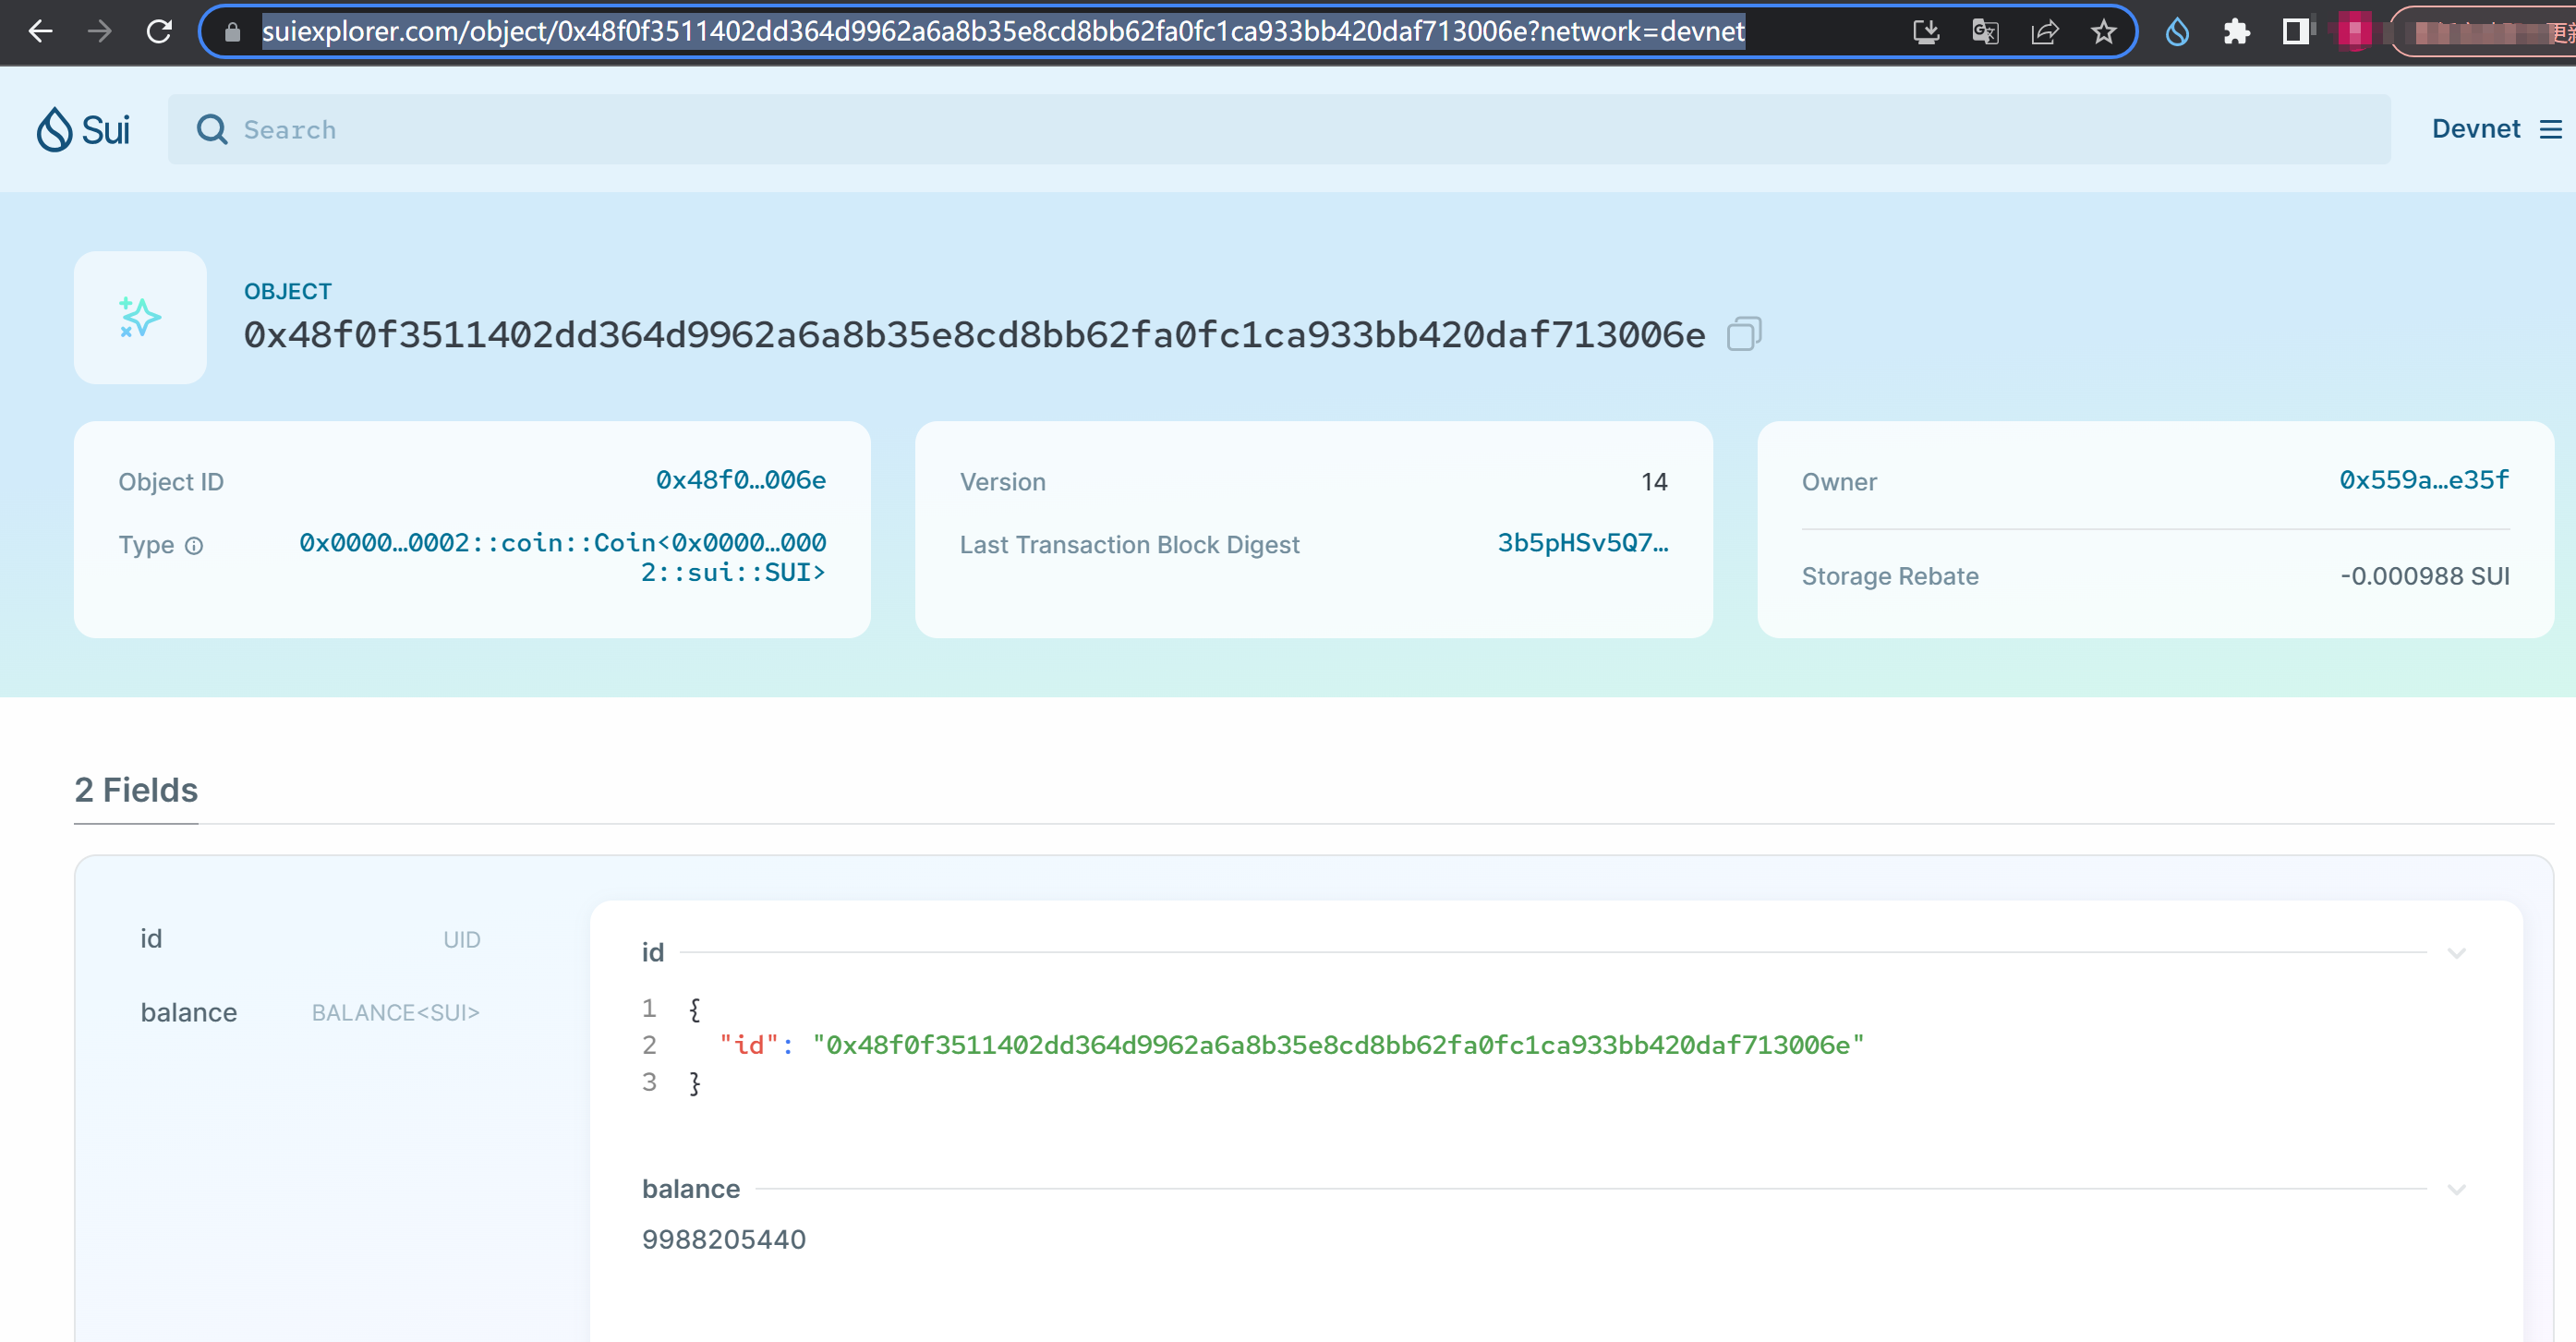 suiexplorer.com/object/0x48f0f3511402dd364d9962a6a8b35e8cd8bb62fa0fc1ca933bb420daf713006e?network=devnet
Sui
Search
Devnet
OBJECT
0x48f0f3511402dd364d9962a6a8b35e8cd8bb62fa0fc1ca933bb420daf713006e
Object ID
0x48f0…006e
Type
0x0000…0002::coin::Coin<0x0000…000
2::sui::SUI>
Version
14
Last Transaction Block Digest
3b5pHSv5Q7…
Owner
0x559a…e35f
Storage Rebate
-0.000988 SUI
2 Fields
id UID
balance BALANCE<SUI>
id
1 {
2 "id": "0x48f0f3511402dd364d9962a6a8b35e8cd8bb62fa0fc1ca933bb420daf713006e"
3 }
balance
9988205440